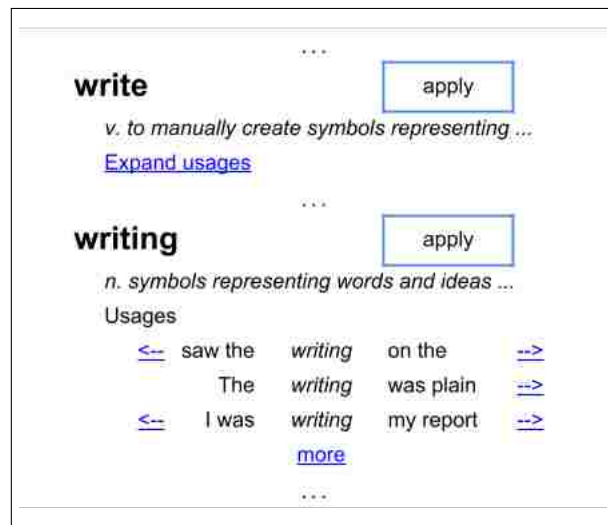 ...
write apply
v. to manually create symbols representing ...
Expand usages
...
writing apply
n. symbols representing words and ideas ...
Usages
<-- saw the writing on the -->
The writing was plain -->
<-- I was writing my report -->
more
...